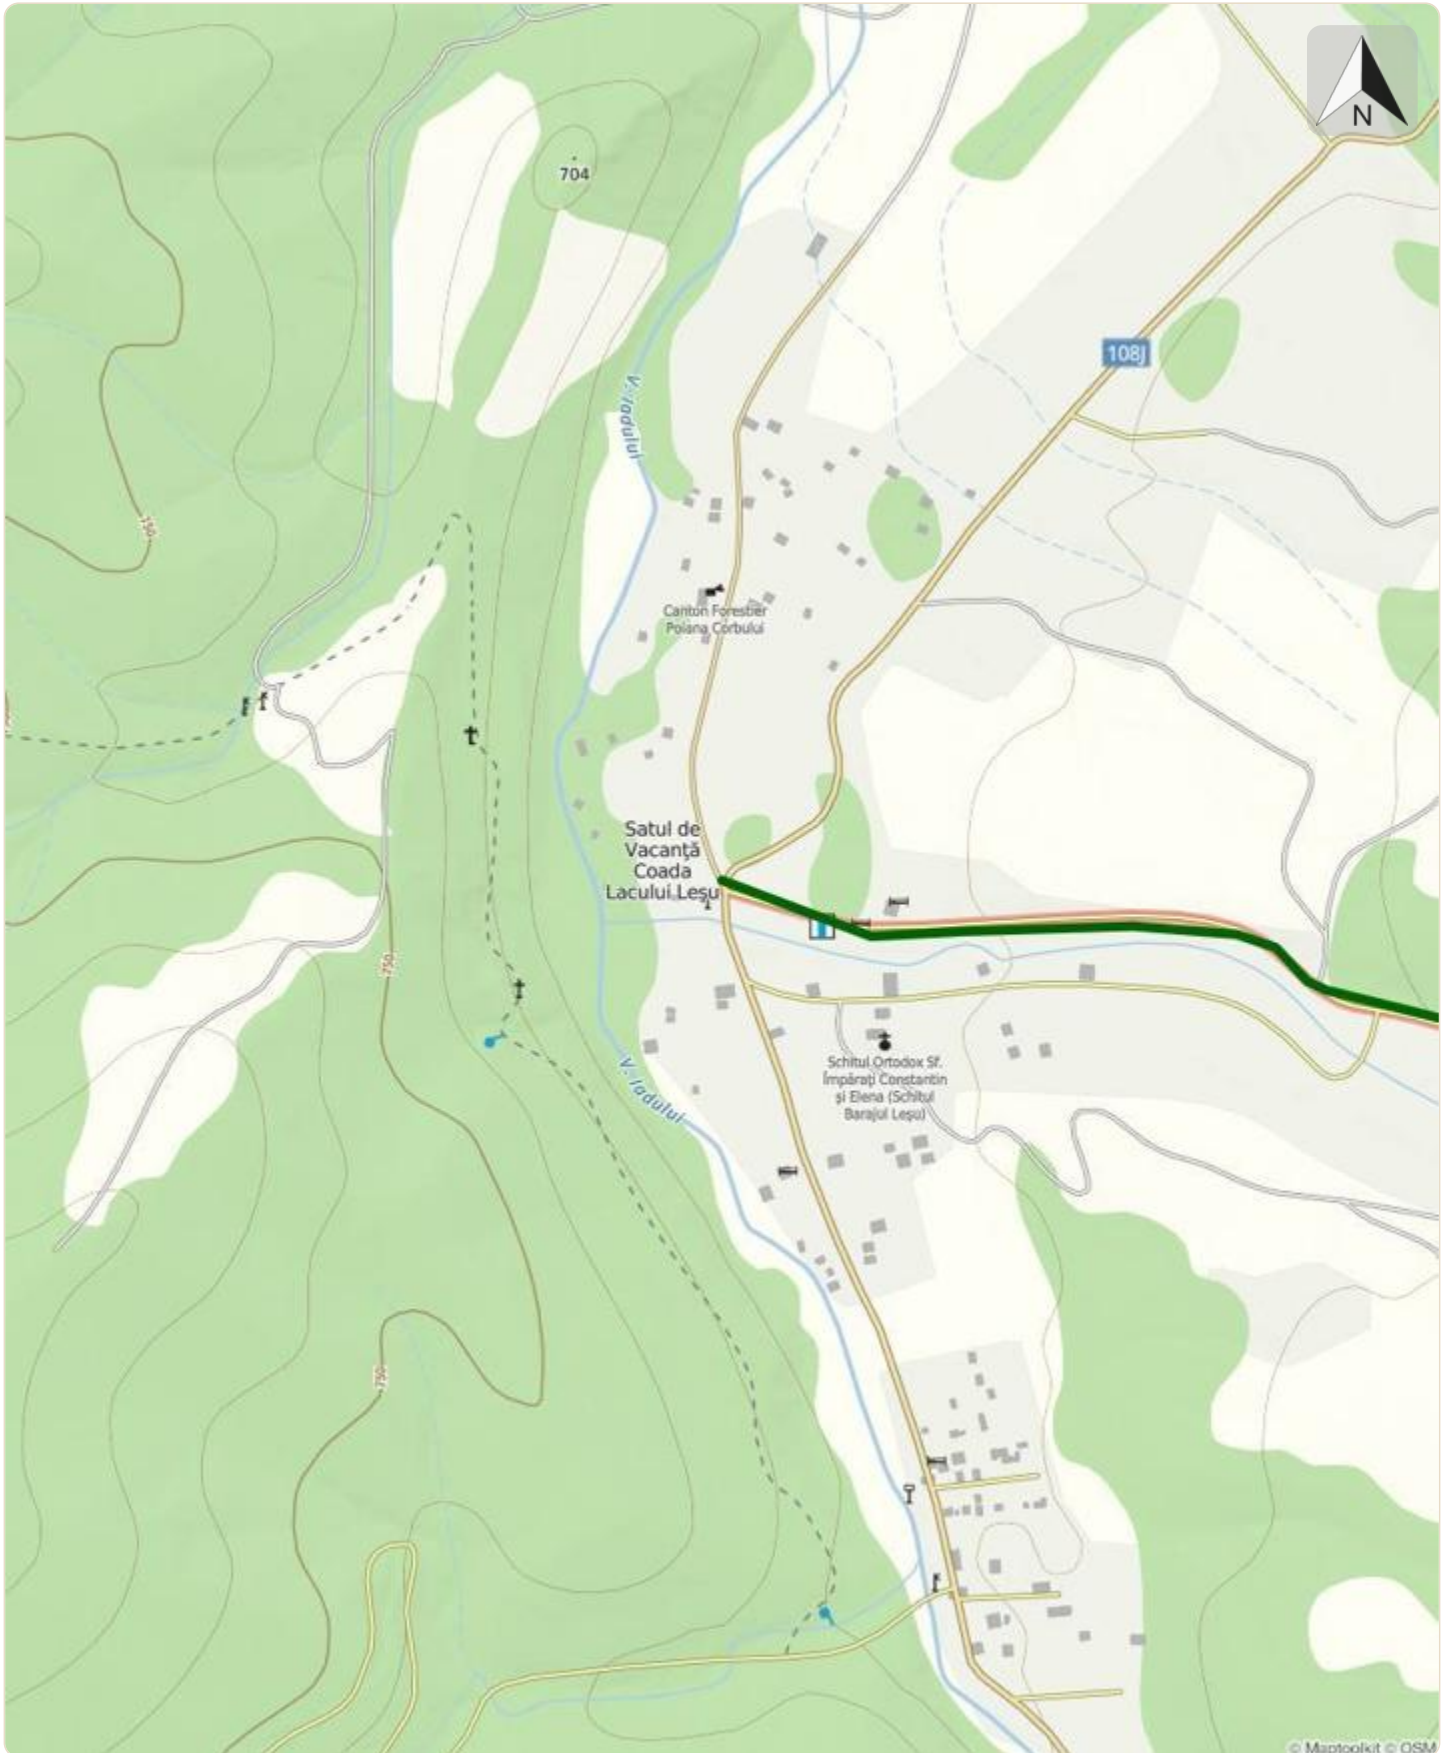 N
704
108J
V. Iadului
750
Canton Forestier
Poiana Corbului
Satul de
Vacanță
Coada
Lacului Leșu
750
V. Iadului
Schitul Ortodox Sf.
Împărați Constantin
și Elena (Schitul
Barajul Leșu)
750
© Maptoolkit © OSM